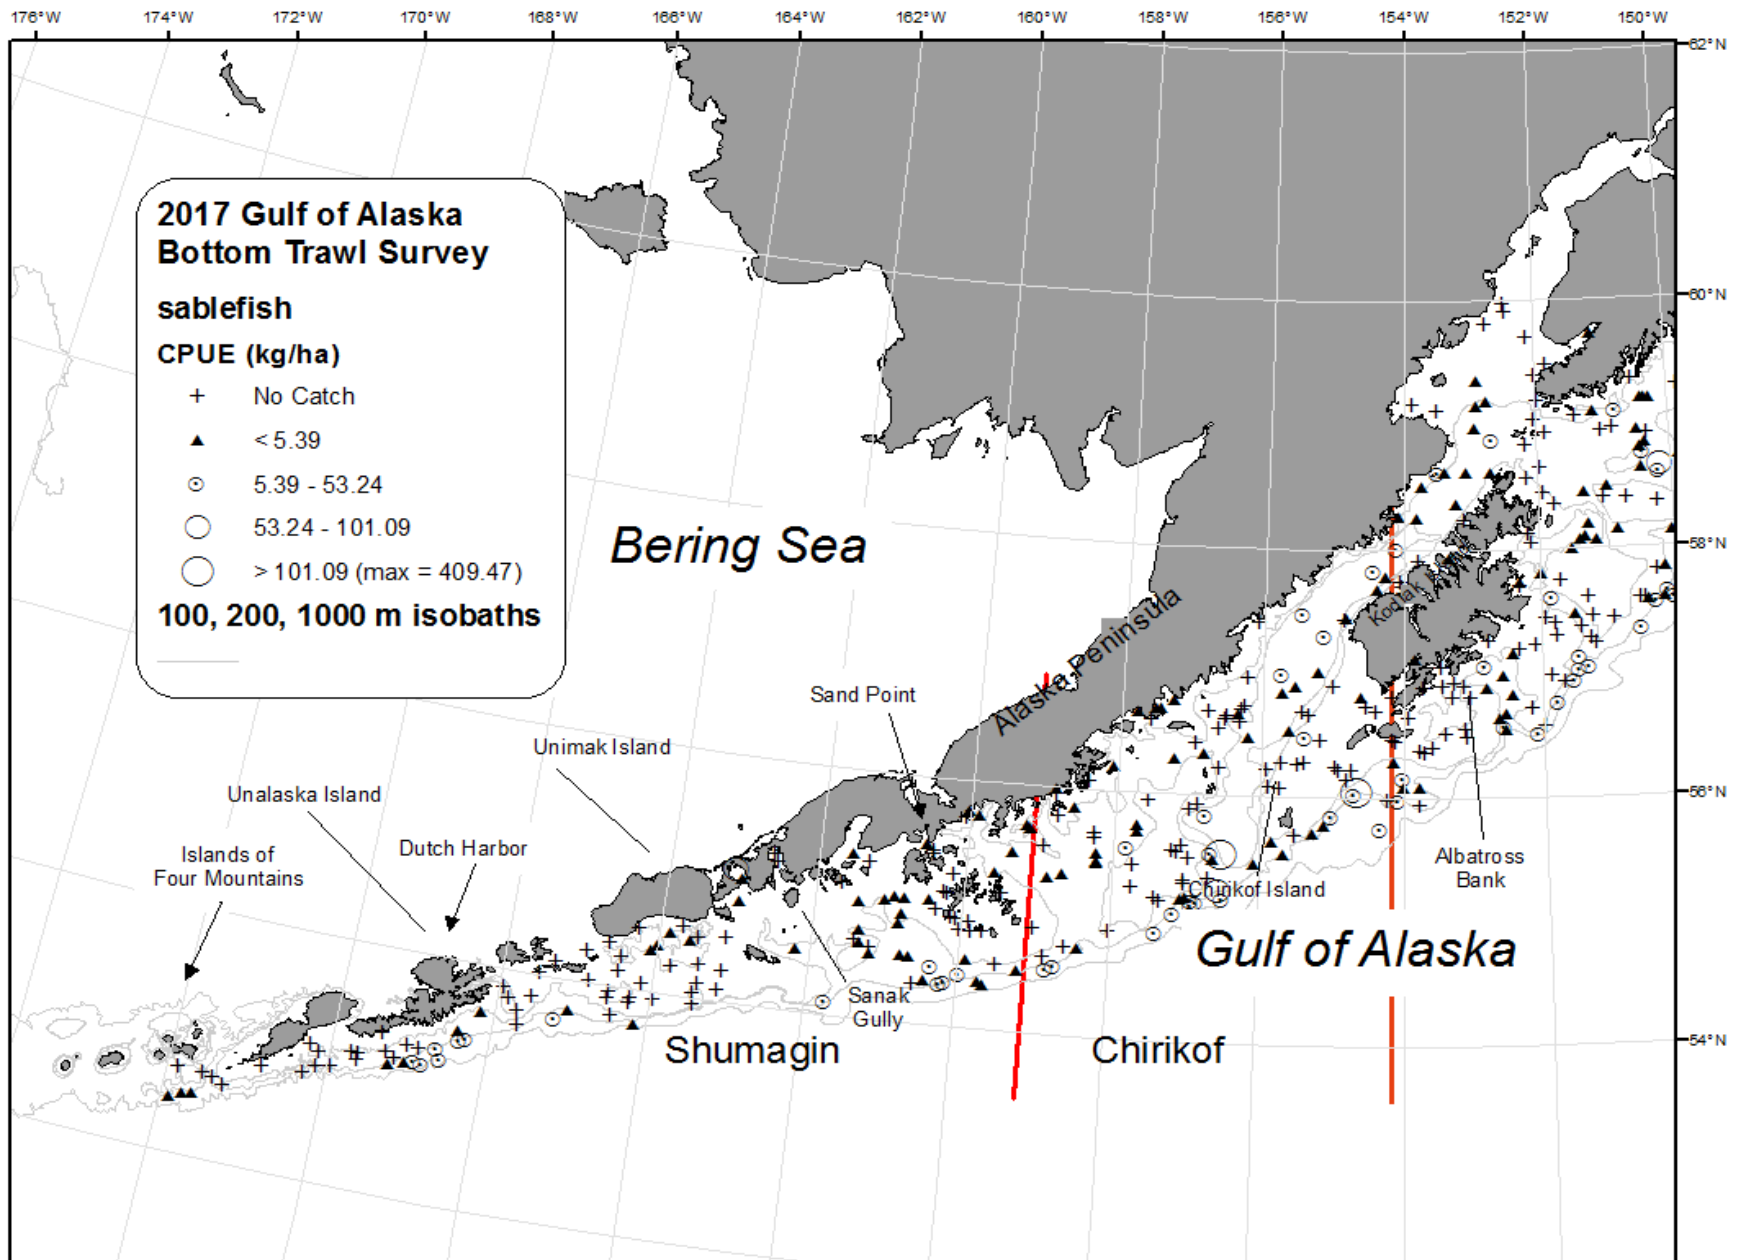 176°W 174°W 172°W 170°W 168°W 166°W 164°W 162°W 160°W 158°W 156°W 154°W 152°W 150°W
62°N
2017 Gulf of Alaska
Bottom Trawl Survey
sablefish
CPUE (kg/ha)
No Catch
< 5.39
5.39 - 53.24
53.24 - 101.09
> 101.09 (max = 409.47)
100, 200, 1000 m isobaths
60°N
Bering Sea
58°N
Kodiak
Alaska Peninsula
Sand Point
Unimak Island
Unalaska Island
56°N
Dutch Harbor
Islands of
Four Mountains
Albatross
Bank
Chirikof Island
Gulf of Alaska
Sanak
Gully
Shumagin
Chirikof
54°N